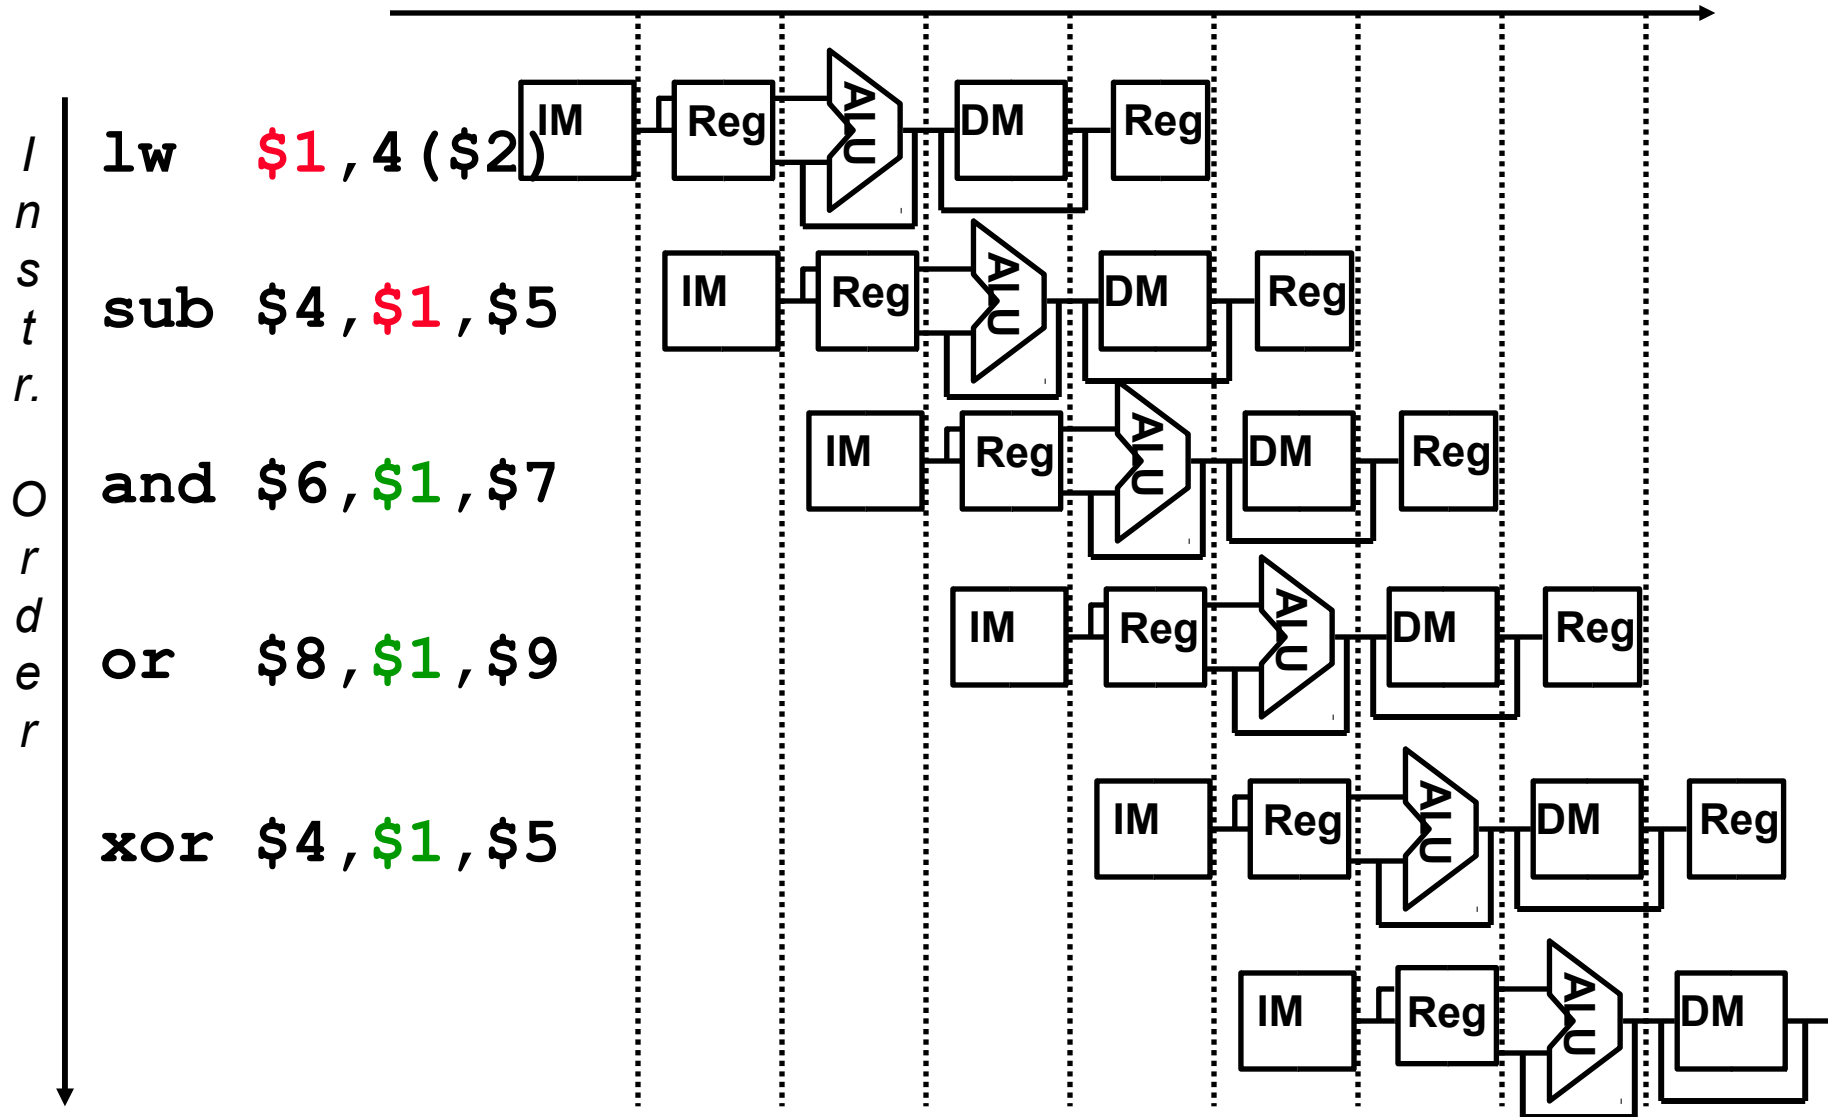 Instr. Order
IM Reg ALU DM Reg
lw $1,4($2)
IM Reg ALU DM Reg
sub $4,$1,$5
IM Reg ALU DM Reg
and $6,$1,$7
IM Reg ALU DM Reg
or $8,$1,$9
IM Reg ALU DM Reg
xor $4,$1,$5
IM Reg ALU DM